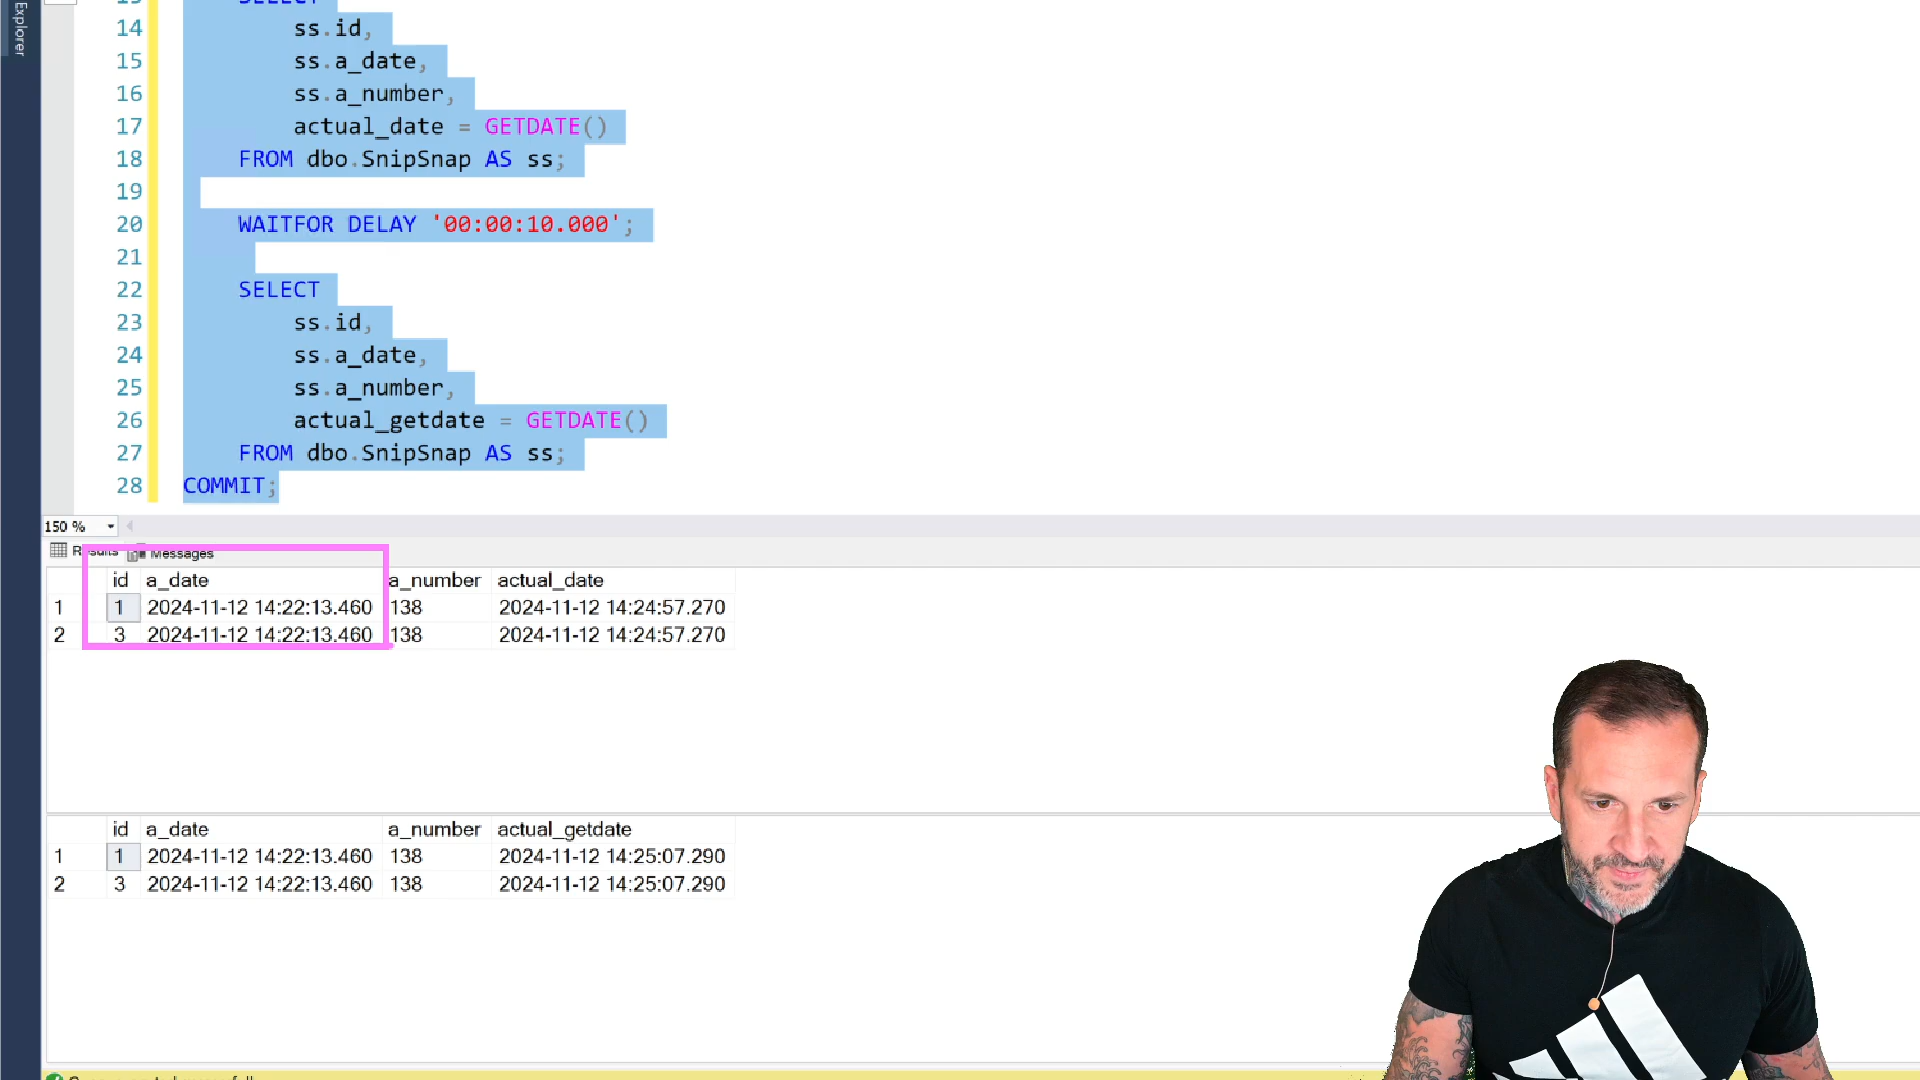 Explorer
SELECT
14 ss.id,
15 ss.a_date,
16 ss.a_number,
17 actual_date = GETDATE()
18 FROM dbo.SnipSnap AS ss;
19
20 WAITFOR DELAY '00:00:10.000';
21
22 SELECT
23 ss.id,
24 ss.a_date,
25 ss.a_number,
26 actual_getdate = GETDATE()
27 FROM dbo.SnipSnap AS ss;
28 COMMIT;
150 %
Results Messages
id a_date a_number actual_date
1 1 2024-11-12 14:22:13.460 138 2024-11-12 14:24:57.270
2 3 2024-11-12 14:22:13.460 138 2024-11-12 14:24:57.270
id a_date a_number actual_getdate
1 1 2024-11-12 14:22:13.460 138 2024-11-12 14:25:07.290
2 3 2024-11-12 14:22:13.460 138 2024-11-12 14:25:07.290